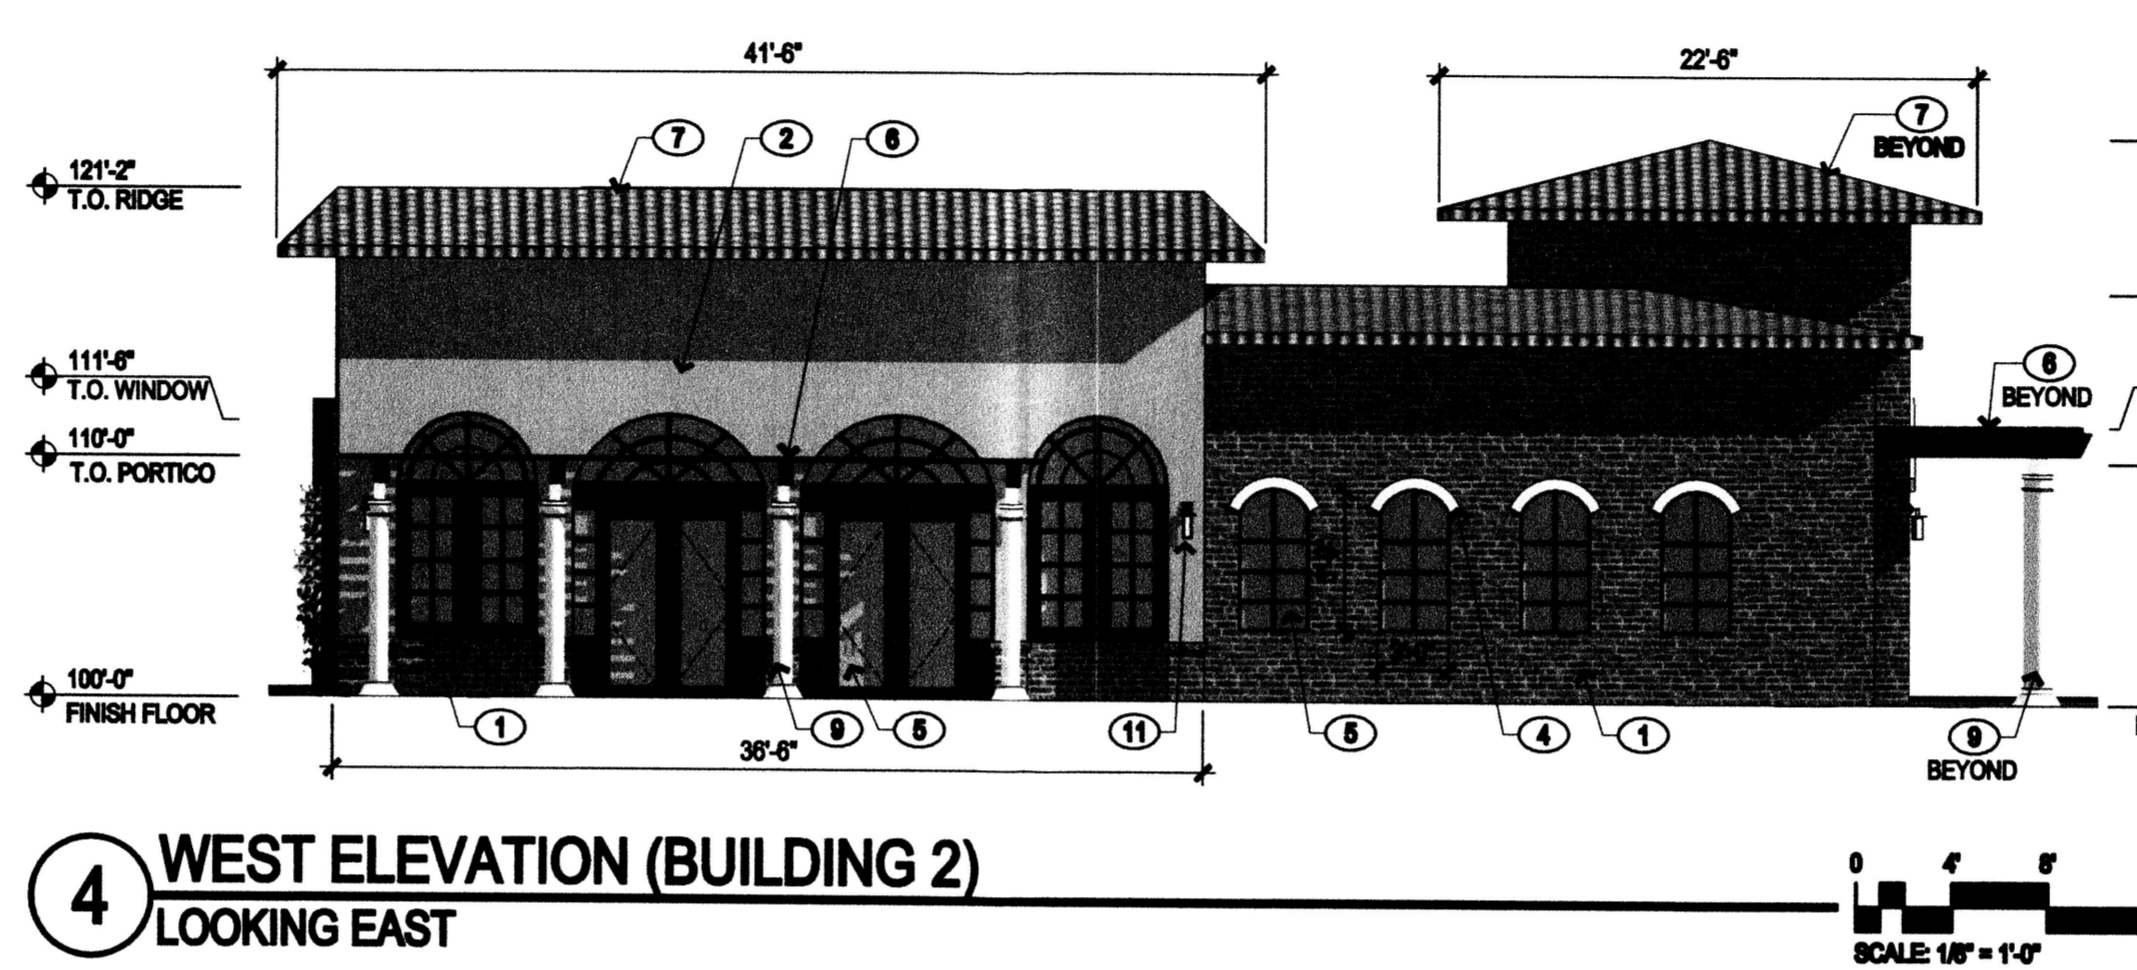 41'-6"
22'-6"
7
2
6
7
BEYOND
121'-2"
T.O. RIDGE
111'-6"
T.O. WINDOW
6
BEYOND
110'-0"
T.O. PORTICO
100'-0"
FINISH FLOOR
1
9
5
11
5
4
1
9
BEYOND
36'-6"
4
WEST ELEVATION (BUILDING 2)
LOOKING EAST
0 4' 8'
SCALE: 1/8" = 1'-0"